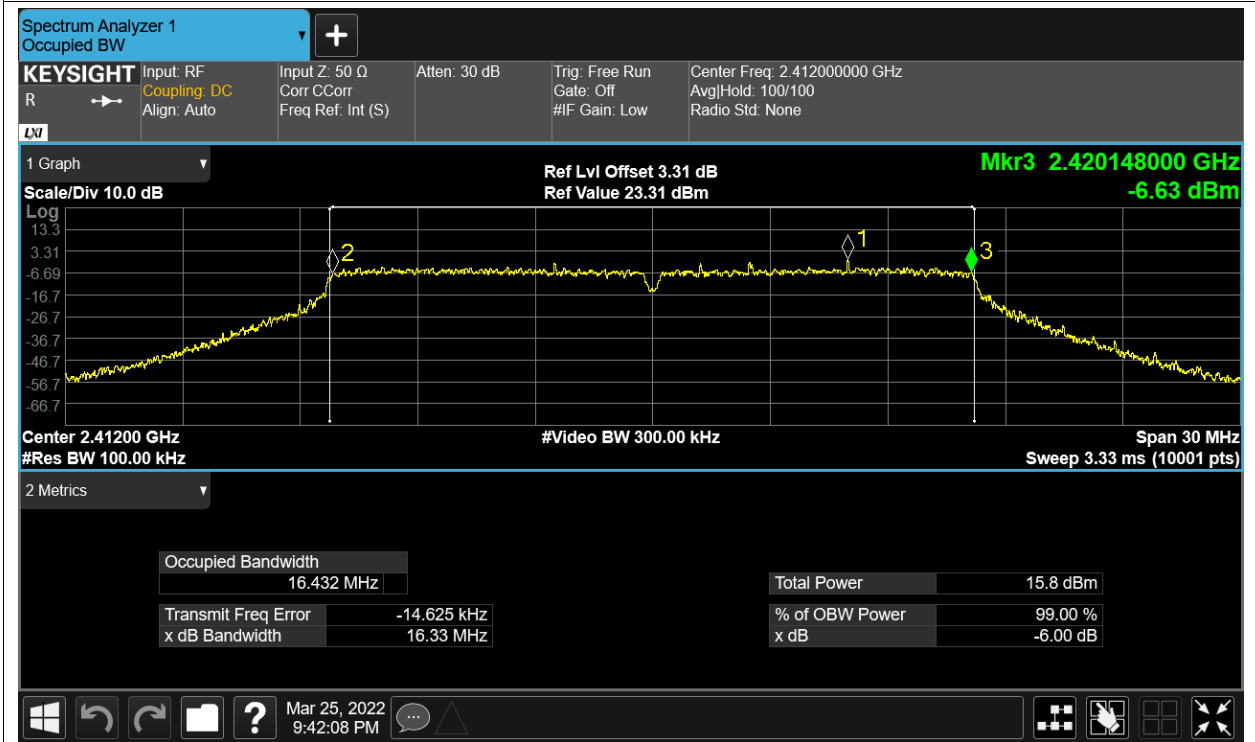 Spectrum Analyzer 1
Occupied BW
KEYSIGHT
R
LXI
Input: RF
Coupling: DC
Align: Auto
Input Z: 50 Ω
Corr CCorr
Freq Ref: Int (S)
Atten: 30 dB
Trig: Free Run
Gate: Off
#IF Gain: Low
Center Freq: 2.412000000 GHz
Avg|Hold: 100/100
Radio Std: None
1 Graph
Scale/Div 10.0 dB
Ref Lvl Offset 3.31 dB
Ref Value 23.31 dBm
Mkr3 2.420148000 GHz
-6.63 dBm
Log
13.3
3.31
-6.69
-16.7
-26.7
-36.7
-46.7
-56.7
-66.7
2
1
3
Center 2.41200 GHz
#Res BW 100.00 kHz
#Video BW 300.00 kHz
Span 30 MHz
Sweep 3.33 ms (10001 pts)
2 Metrics
Occupied Bandwidth
16.432 MHz
Transmit Freq Error -14.625 kHz
x dB Bandwidth 16.33 MHz
Total Power 15.8 dBm
% of OBW Power 99.00 %
x dB -6.00 dB
?
Mar 25, 2022
9:42:08 PM